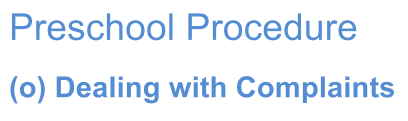 Preschool Procedure
(o) Dealing with Complaints